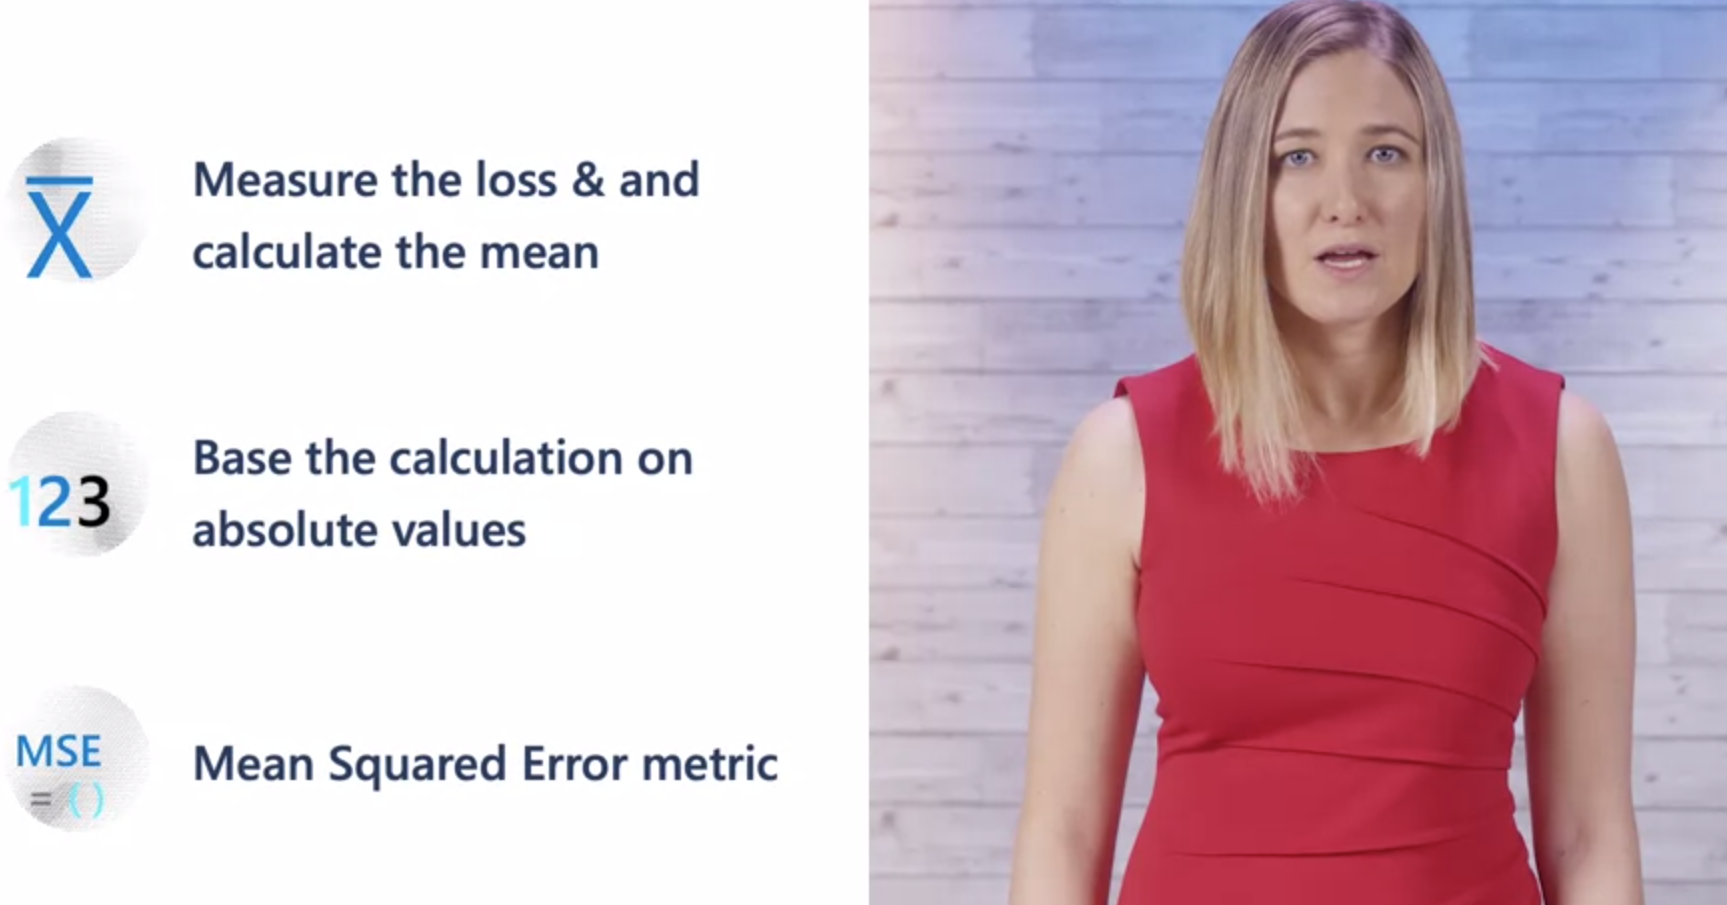 X
Measure the loss & and
calculate the mean
123
Base the calculation on
absolute values
MSE
= ()
Mean Squared Error metric